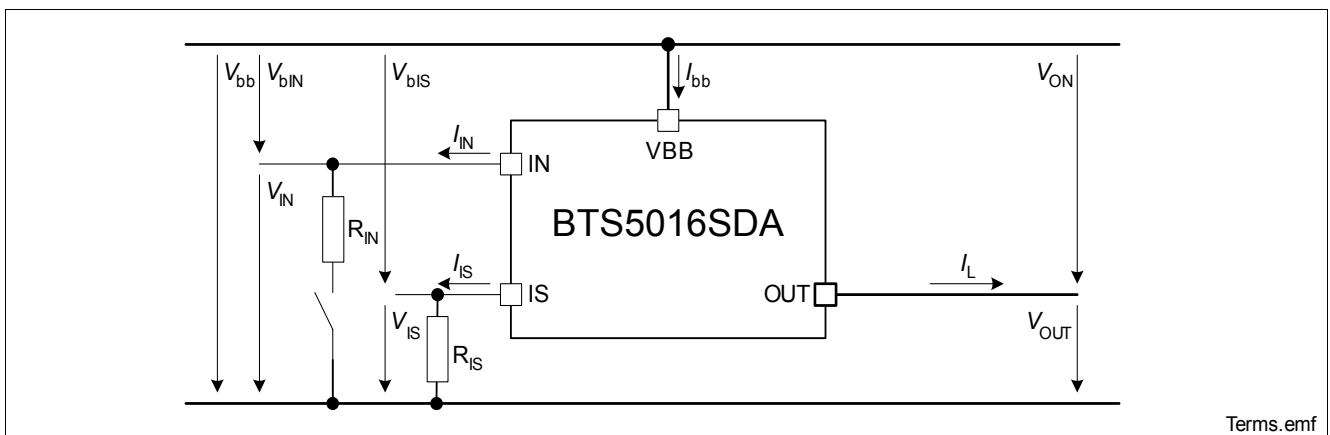 Vbb VbIN VbIS Ibb VON
IIN VBB
IN
VIN
BTS5016SDA
RIN
IIS IL
IS OUT
VIS VOUT
RIS
Terms.emf